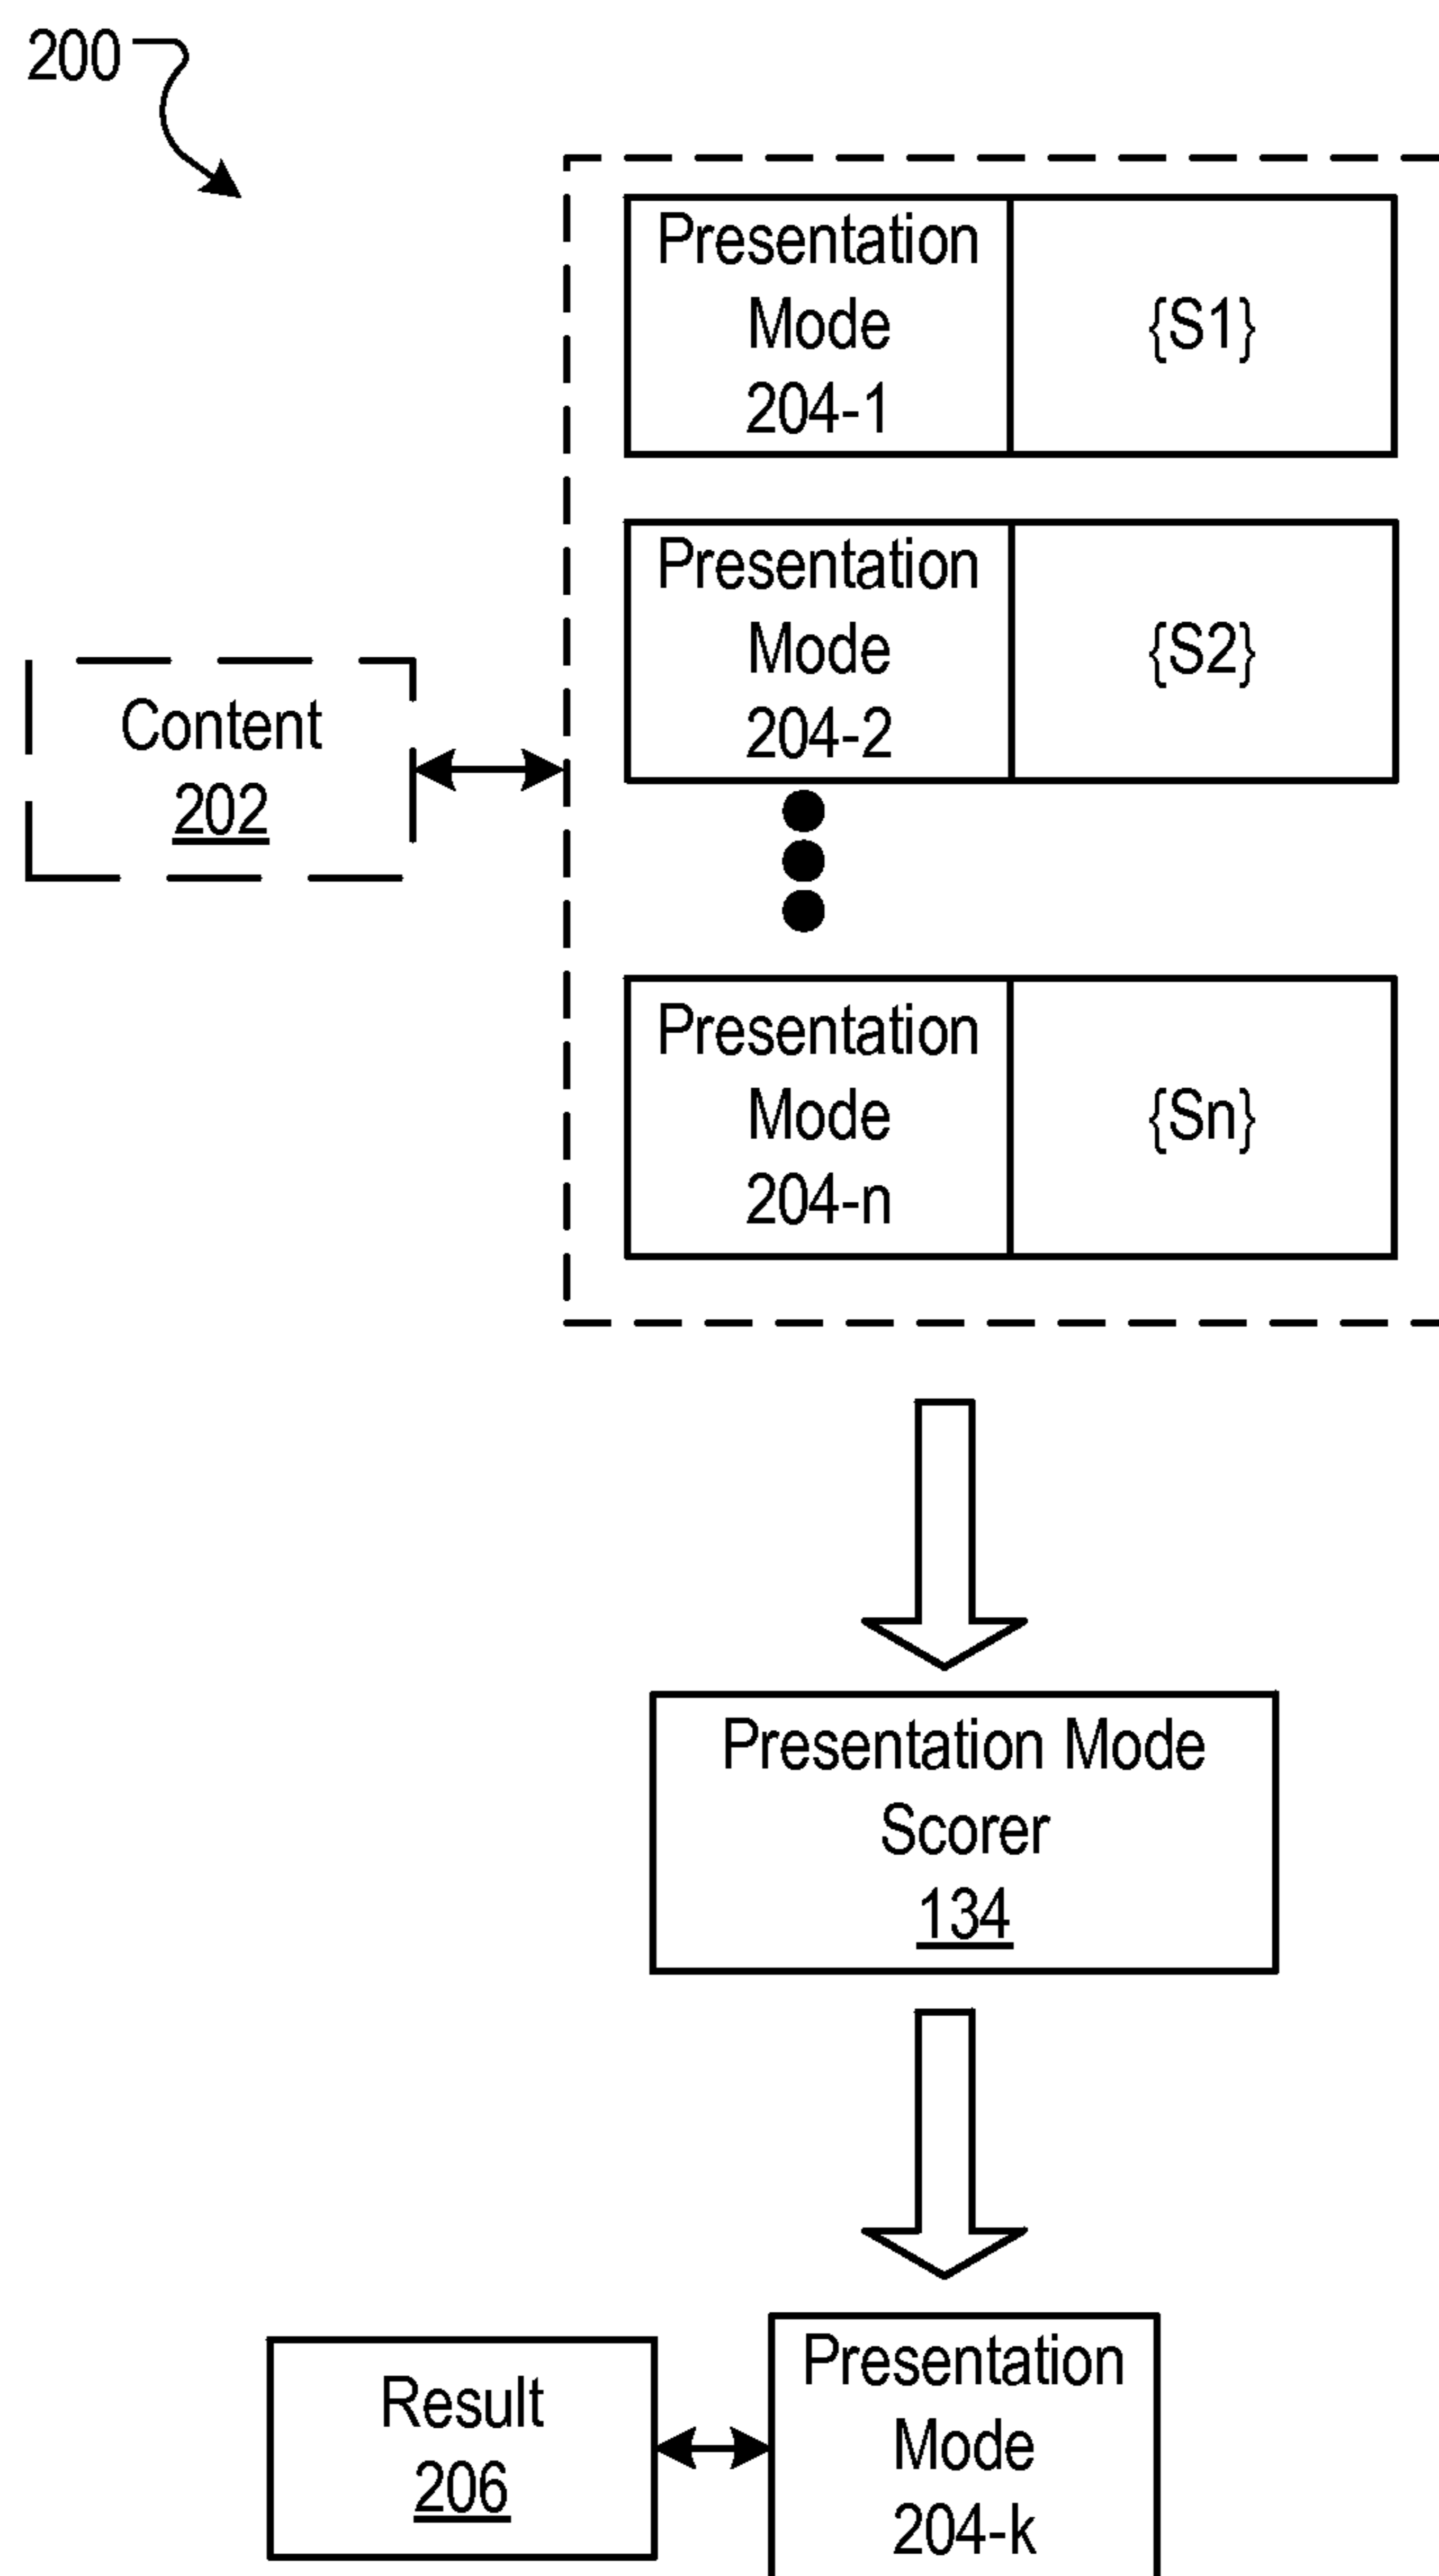 200
Presentation
Mode
204-1
{S1}
Presentation
Mode
204-2
{S2}
Content
202
Presentation
Mode
204-n
{Sn}
Presentation Mode
Scorer
134
Result
206
Presentation
Mode
204-k